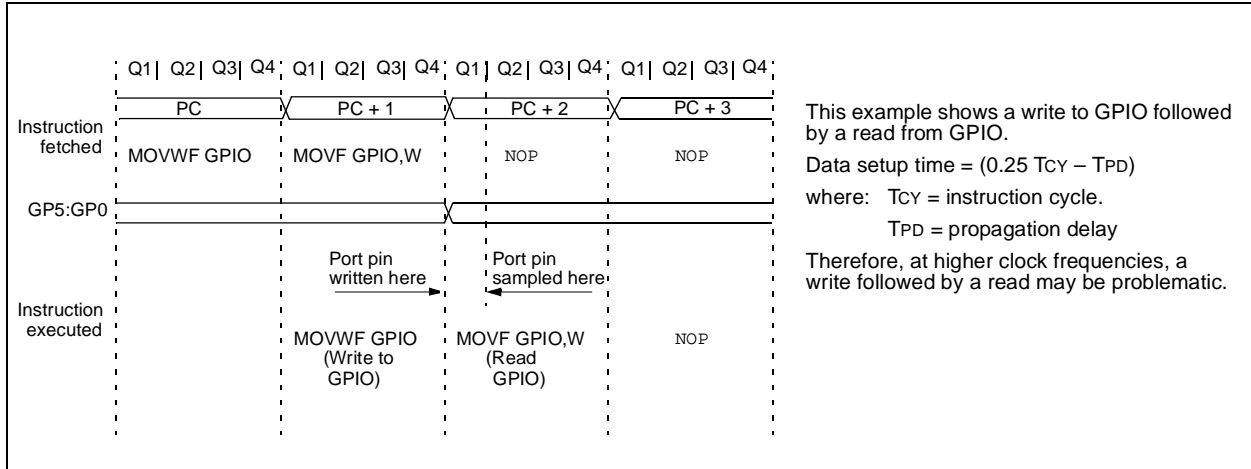 Q1| Q2| Q3| Q4 Q1| Q2| Q3| Q4 Q1| Q2| Q3| Q4 Q1| Q2| Q3| Q4
PC PC + 1 PC + 2 PC + 3
Instruction
fetched
MOVWF GPIO MOVF GPIO,W NOP NOP
GP5:GP0
Port pin
written here
Port pin
sampled here
Instruction
executed
MOVWF GPIO
(Write to
GPIO)
MOVF GPIO,W
(Read
GPIO)
NOP
This example shows a write to GPIO followed
by a read from GPIO.
Data setup time = (0.25 TCY – TPD)
where: TCY = instruction cycle.
TPD = propagation delay
Therefore, at higher clock frequencies, a
write followed by a read may be problematic.